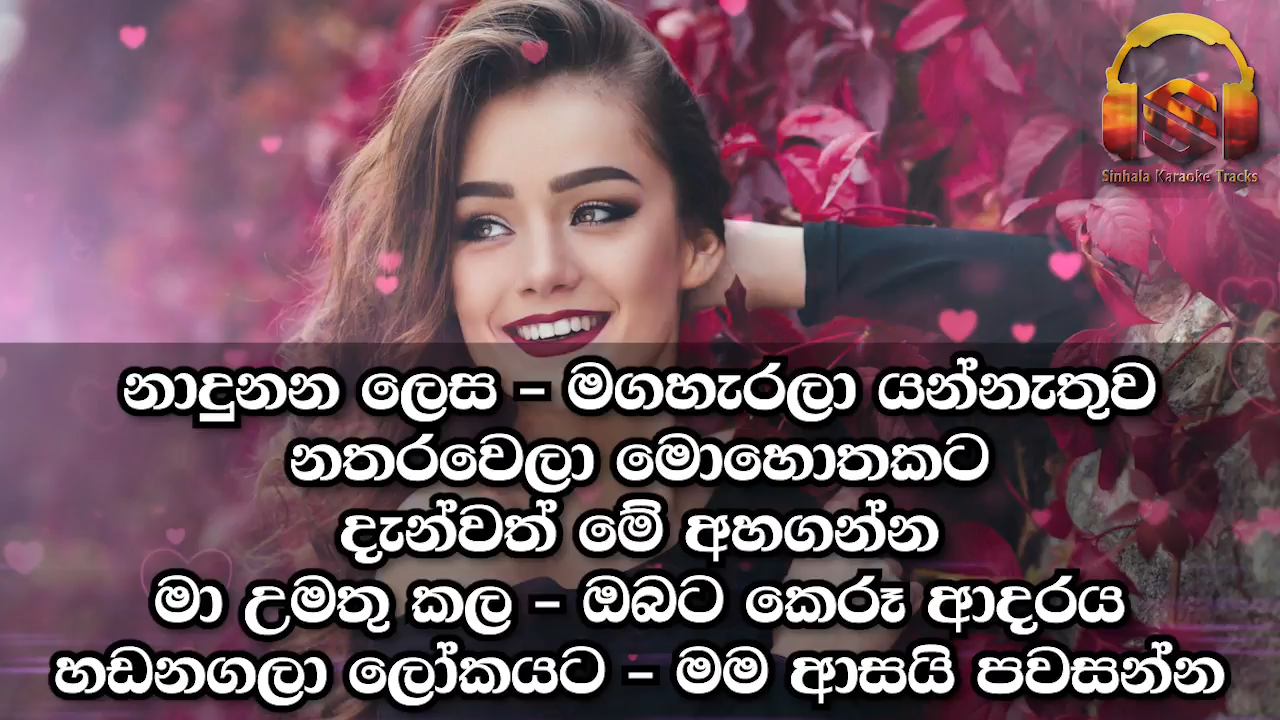 Sinhala Karaoke Tracks
නාදුනන ලෙස – මගහැරලා යන්නැතුව
නතරවෙලා මොහොතකට
දැන්වත් මේ අහගන්න
මා උමතු කල – ඔබට කෙරූ ආදරය
හඩනගලා ලෝකයට – මම ආසයි පවසන්න